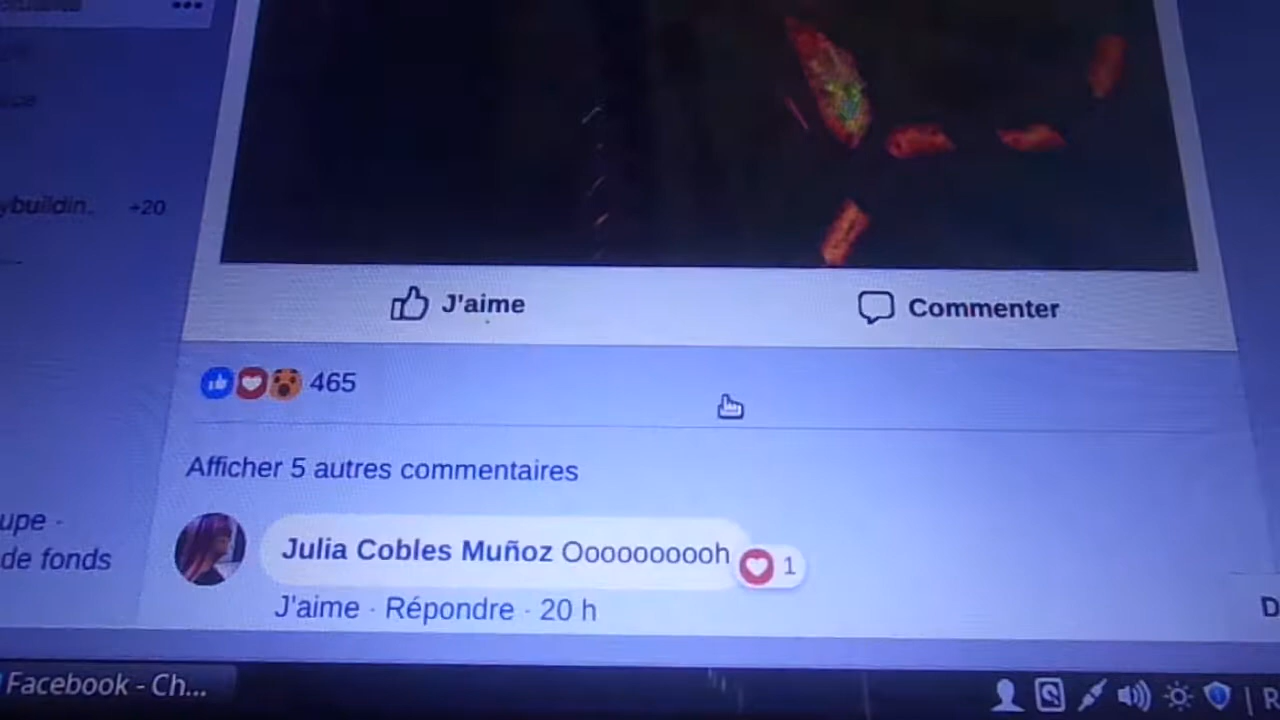 ybuildin.. +20
J'aime
Commenter
465
Afficher 5 autres commentaires
upe ·
de fonds
Julia Cobles Muñoz Oooooooooh
1
J'aime · Répondre · 20 h
D
Facebook - Ch...
R